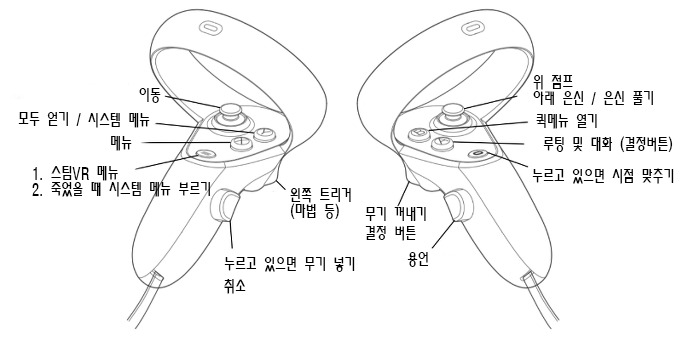 이동
모두 얻기 / 시스템 메뉴
메뉴
1. 스팀VR 메뉴
2. 죽었을 때 시스템 메뉴 부르기
왼쪽 트리거
(마법 등)
누르고 있으면 무기 넣기
취소
위 점프
아래 은신 / 은신 풀기
퀵메뉴 열기
루팅 및 대화 (결정버튼)
누르고 있으면 시점 맞추기
무기 꺼내기
결정 버튼
용언